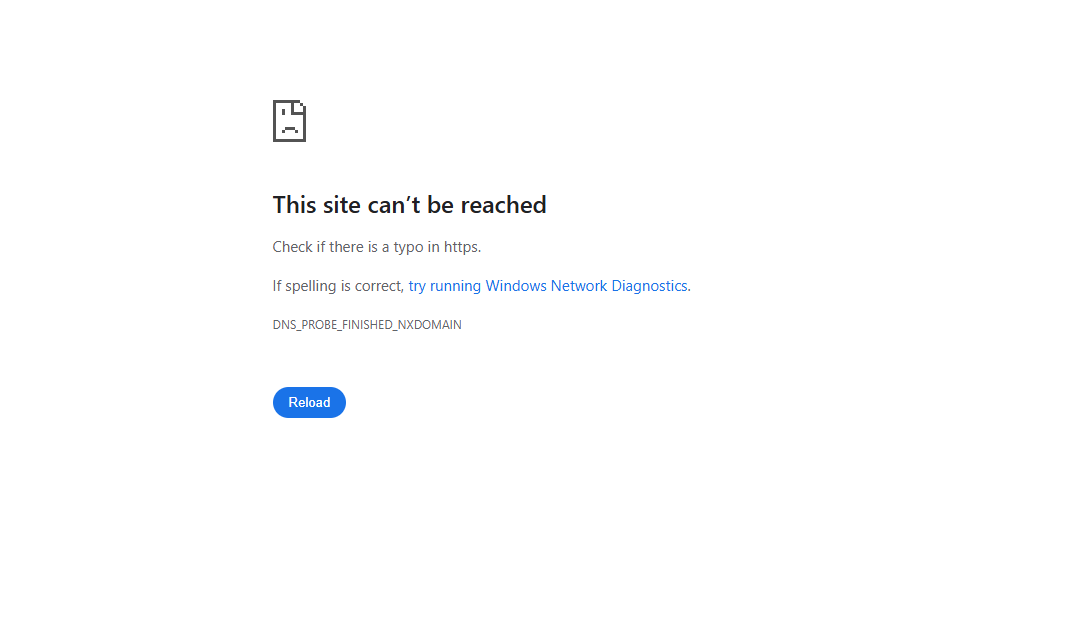 This site can’t be reached
Check if there is a typo in https.
If spelling is correct, try running Windows Network Diagnostics.
DNS_PROBE_FINISHED_NXDOMAIN
Reload